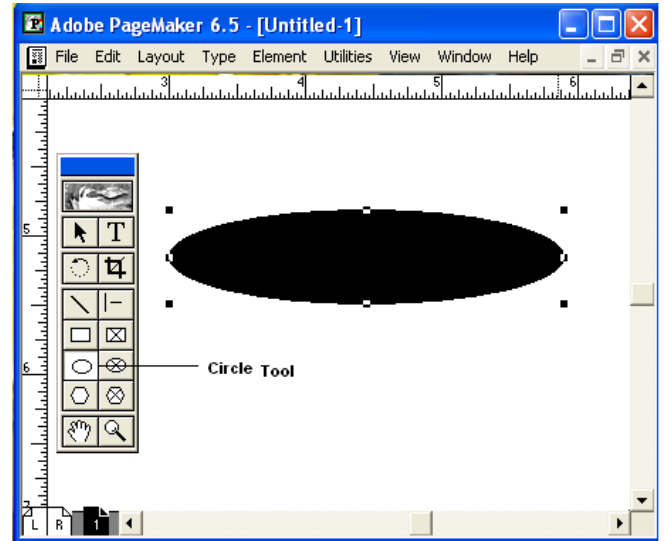 Adobe PageMaker 6.5 - [Untitled-1]
File Edit Layout Type Element Utilities View Window Help
3 4 5 6
T
5
6
Circle Tool
7
L R 1